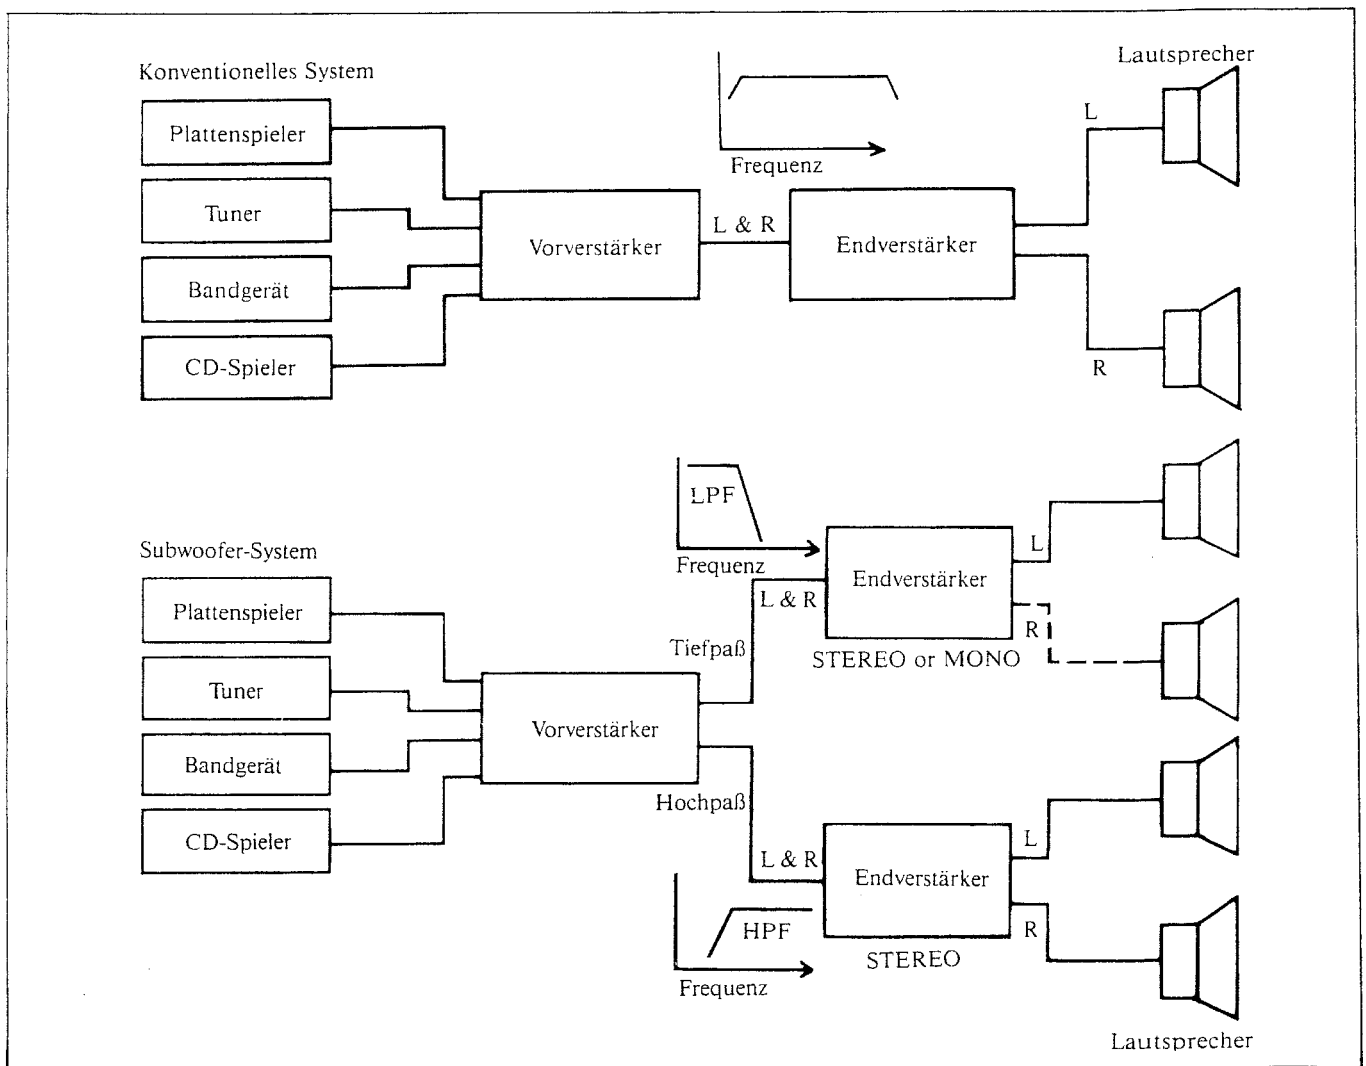 Konventionelles System
Lautsprecher
Plattenspieler
Tuner
Bandgerät
CD-Spieler
Vorverstärker
L & R
Frequenz
Endverstärker
L
R
Subwoofer-System
Plattenspieler
Tuner
Bandgerät
CD-Spieler
Vorverstärker
Tiefpaß
Hochpaß
LPF
Frequenz
L & R
Endverstärker
STEREO or MONO
L
R
L & R
HPF
Frequenz
Endverstärker
STEREO
L
R
Lautsprecher